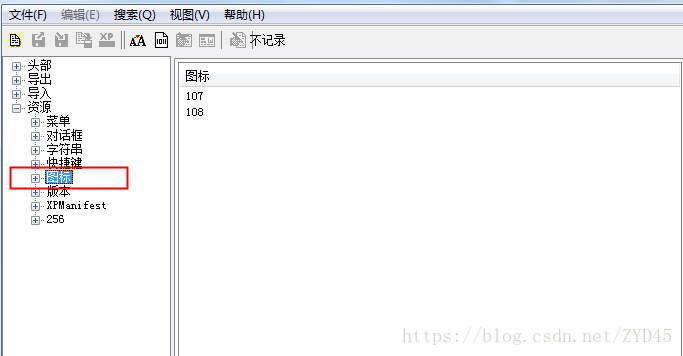 文件(F) 编辑(E) 搜索(Q) 视图(V) 帮助(H)
XP AA 不记录
头部
导出
导入
资源
菜单
对话框
字符串
快捷键
图标
版本
XPManifest
256
图标
107
108
https://blog.csdn.net/ZYD45